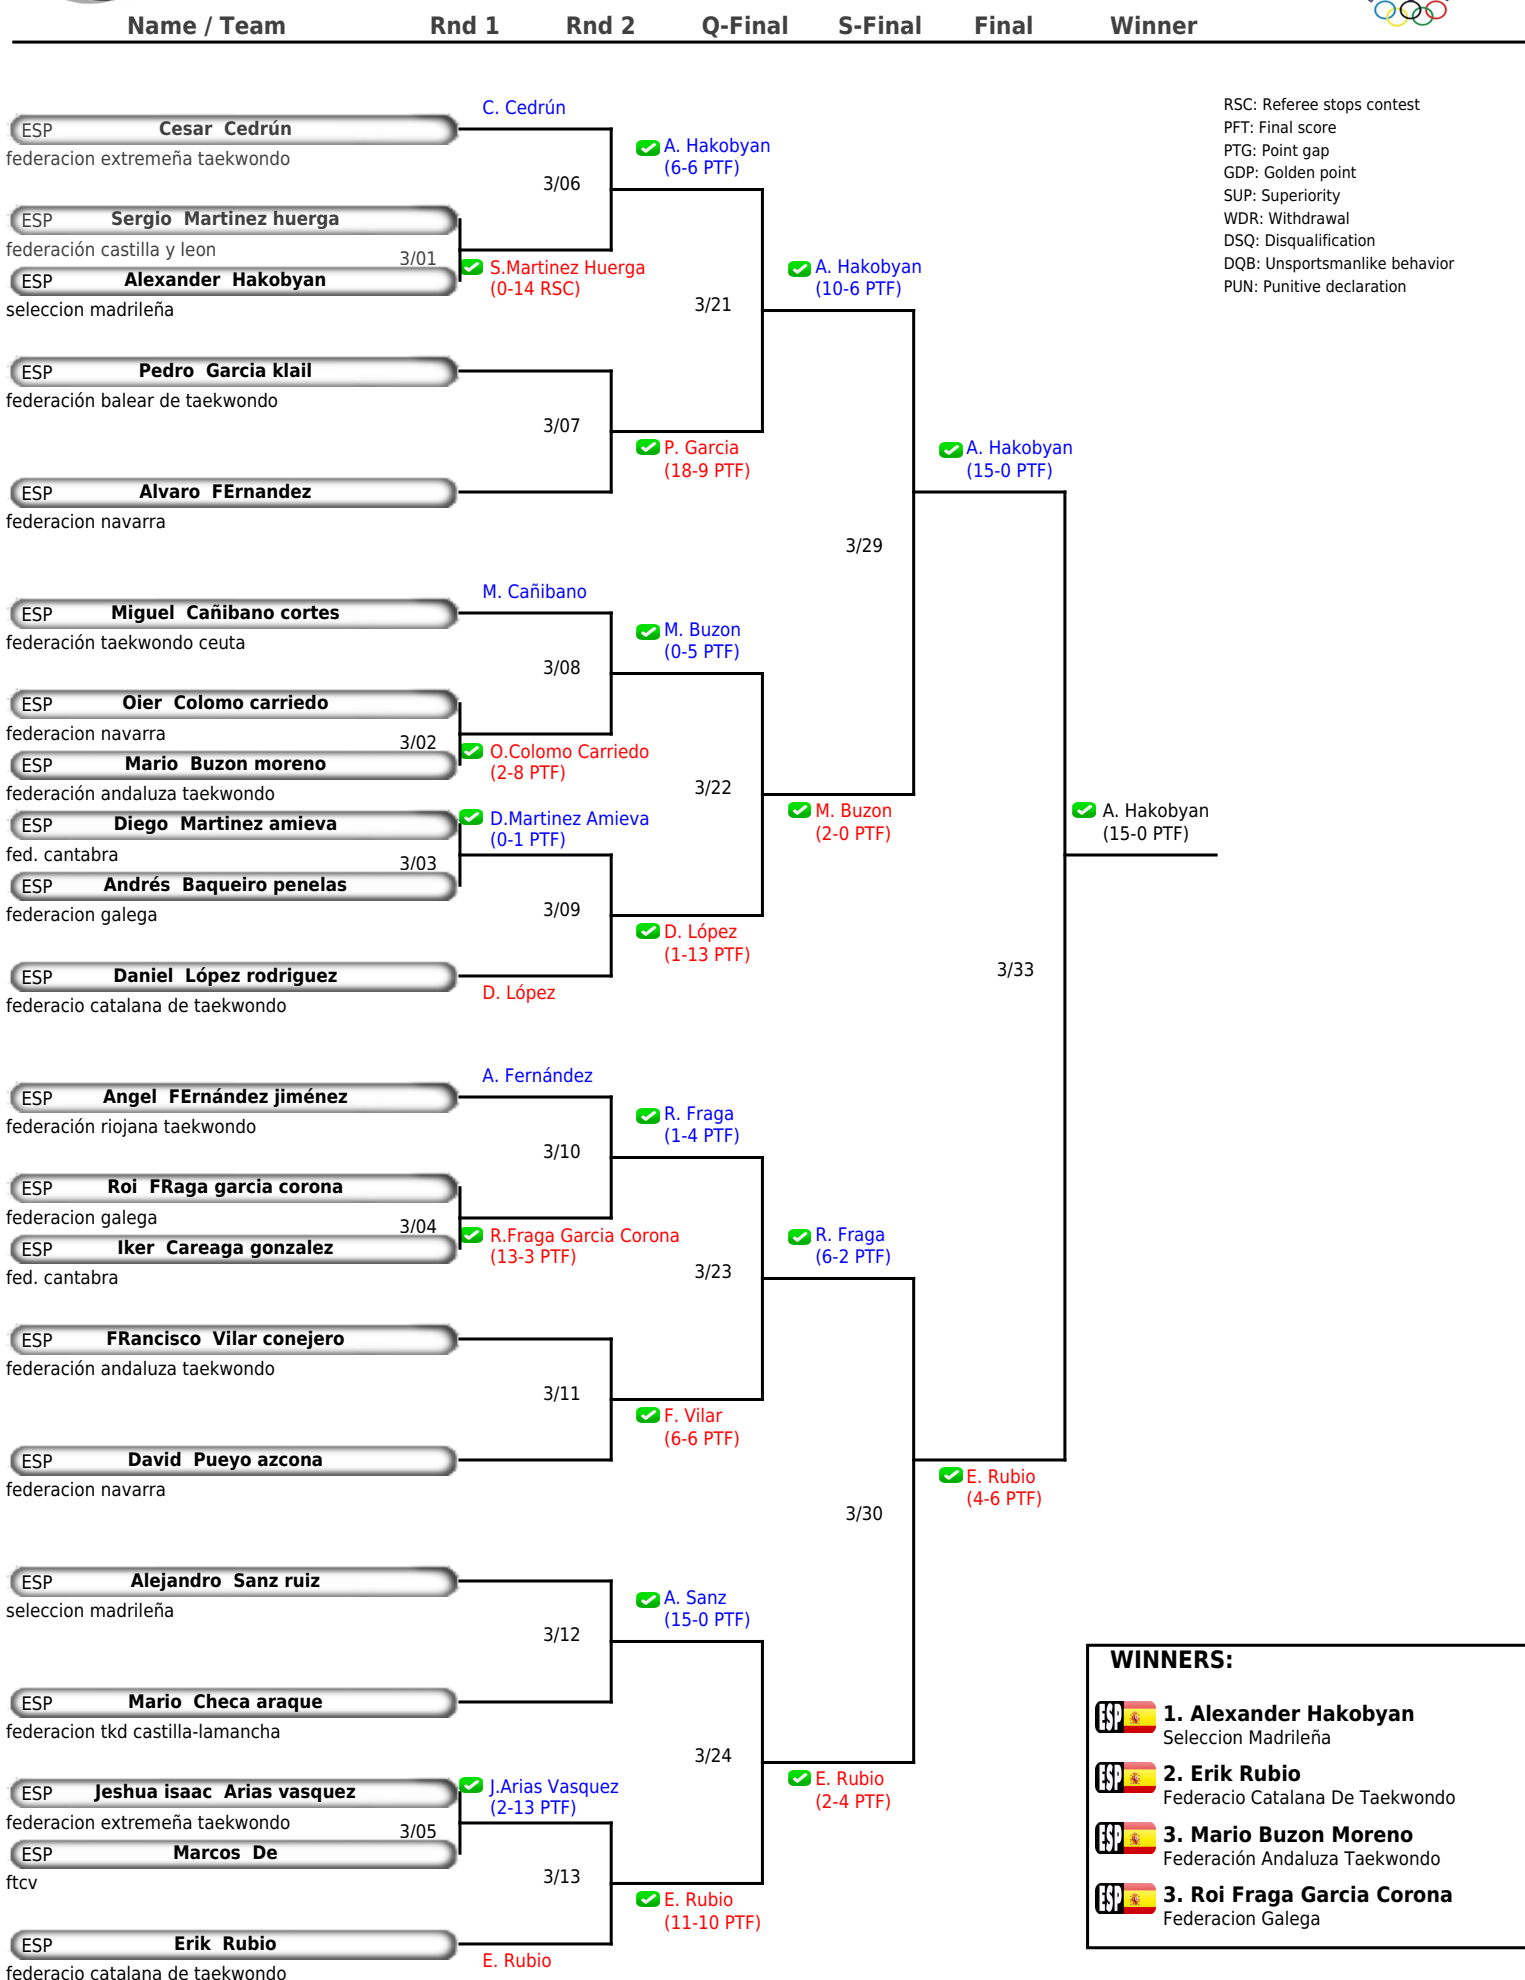 Name / Team Rnd 1 Rnd 2 Q-Final S-Final Final Winner
RSC: Referee stops contest
PFT: Final score
PTG: Point gap
GDP: Golden point
SUP: Superiority
WDR: Withdrawal
DSQ: Disqualification
DQB: Unsportsmanlike behavior
PUN: Punitive declaration
C. Cedrún
ESP Cesar Cedrún
federacion extremeña taekwondo
A. Hakobyan
(6-6 PTF)
3/06
ESP Sergio Martinez huerga
federación castilla y leon
3/01
S.Martinez Huerga
(0-14 RSC)
ESP Alexander Hakobyan
seleccion madrileña
A. Hakobyan
(10-6 PTF)
3/21
ESP Pedro Garcia klail
federación balear de taekwondo
3/07
P. Garcia
(18-9 PTF)
A. Hakobyan
(15-0 PTF)
ESP Alvaro FErnandez
federacion navarra
3/29
M. Cañibano
ESP Miguel Cañibano cortes
federación taekwondo ceuta
M. Buzon
(0-5 PTF)
3/08
ESP Oier Colomo carriedo
federacion navarra
3/02
O.Colomo Carriedo
(2-8 PTF)
ESP Mario Buzon moreno
federación andaluza taekwondo
3/22
M. Buzon
(2-0 PTF)
A. Hakobyan
(15-0 PTF)
D.Martinez Amieva
(0-1 PTF)
ESP Diego Martinez amieva
fed. cantabra
3/03
ESP Andrés Baqueiro penelas
federacion galega
3/09
D. López
(1-13 PTF)
ESP Daniel López rodriguez
federacio catalana de taekwondo
D. López
3/33
A. Fernández
ESP Angel FErnández jiménez
federación riojana taekwondo
R. Fraga
(1-4 PTF)
3/10
ESP Roi FRaga garcia corona
federacion galega
3/04
R.Fraga Garcia Corona
(13-3 PTF)
ESP Iker Careaga gonzalez
fed. cantabra
R. Fraga
(6-2 PTF)
3/23
ESP FRancisco Vilar conejero
federación andaluza taekwondo
3/11
F. Vilar
(6-6 PTF)
ESP David Pueyo azcona
federacion navarra
E. Rubio
(4-6 PTF)
3/30
ESP Alejandro Sanz ruiz
seleccion madrileña
A. Sanz
(15-0 PTF)
3/12
ESP Mario Checa araque
federacion tkd castilla-lamancha
3/24
E. Rubio
(2-4 PTF)
J.Arias Vasquez
(2-13 PTF)
ESP Jeshua isaac Arias vasquez
federacion extremeña taekwondo
3/05
ESP Marcos De
ftcv
3/13
E. Rubio
(11-10 PTF)
ESP Erik Rubio
federacio catalana de taekwondo
E. Rubio
WINNERS:
ESP 1. Alexander Hakobyan
Seleccion Madrileña
ESP 2. Erik Rubio
Federacio Catalana De Taekwondo
ESP 3. Mario Buzon Moreno
Federación Andaluza Taekwondo
ESP 3. Roi Fraga Garcia Corona
Federacion Galega